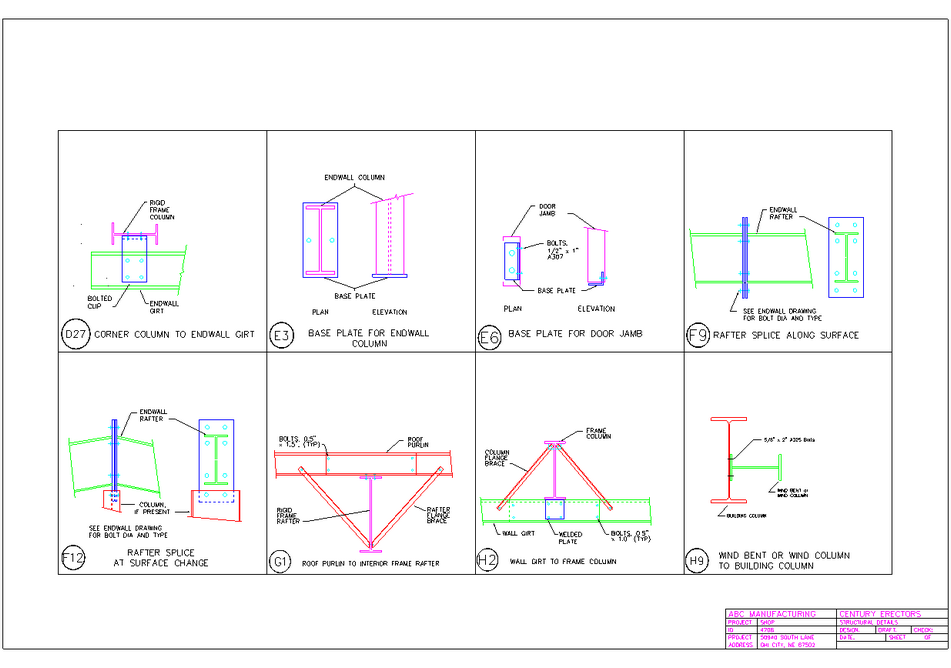 RIGID
FRAME
COLUMN
BOLTED
CLIP
ENDWALL
GIRT
D27 CORNER COLUMN TO ENDWALL GIRT
ENDWALL COLUMN
BASE PLATE
PLAN ELEVATION
E3 BASE PLATE FOR ENDWALL
COLUMN
DOOR
JAMB
BOLTS.
1/2" x 1"
A307
BASE PLATE
PLAN ELEVATION
E6 BASE PLATE FOR DOOR JAMB
ENDWALL
RAFTER
SEE ENDWALL DRAWING
FOR BOLT DIA AND TYPE
F9 RAFTER SPLICE ALONG SURFACE
ENDWALL
RAFTER
COLUMN,
IF PRESENT
SEE ENDWALL DRAWING
FOR BOLT DIA AND TYPE
F12 RAFTER SPLICE
AT SURFACE CHANGE
BOLTS. 0.5"
x 1.5". (TYP)
ROOF
PURLIN
RIGID
FRAME
RAFTER
RAFTER
FLANGE
BRACE
G1 ROOF PURLIN TO INTERIOR FRAME RAFTER
FRAME
COLUMN
COLUMN
FLANGE
BRACE
WALL GIRT
WELDED
PLATE
BOLTS. 0.5"
x 1.0" (TYP)
H2 WALL GIRT TO FRAME COLUMN
5/8" x 2" A325 Bolts
WIND BENT or
WIND COLUMN
BUILDING COLUMN
H9 WIND BENT OR WIND COLUMN
TO BUILDING COLUMN
ABC MANUFACTURING CENTURY ERECTORS
PROJECT SHOP STRUCTURAL DETAILS
ID DESIGN: DRAFT: CHECK:
PROJECT SOUTH LANE DATE: SHEET OF
ADDRESS CITY, NE 67502